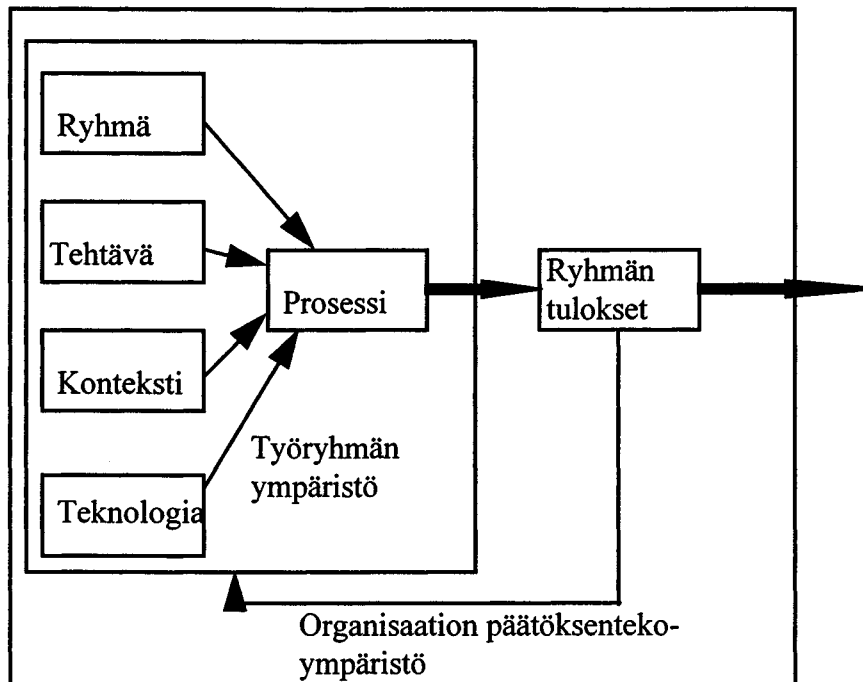 Ryhmä
Tehtävä
Prosessi
Ryhmän
tulokset
Konteksti
Työryhmän
ympäristö
Teknologia
Organisaation päätöksenteko-
ympäristö